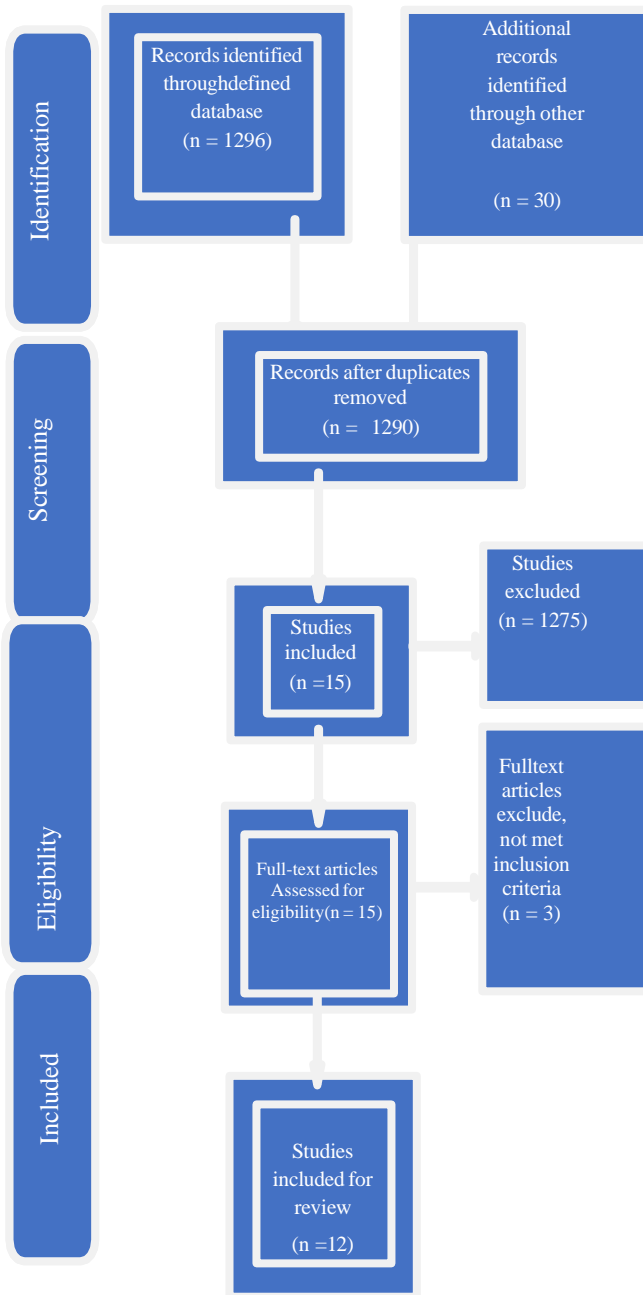 Identification
Records identified
throughdefined
database
(n = 1296)
Additional
records
identified
through other
database
(n = 30)
Screening
Records after duplicates
removed
(n = 1290)
Studies
included
(n =15)
Studies
excluded
(n = 1275)
Eligibility
Full-text articles
Assessed for
eligibility(n = 15)
Fulltext
articles
exclude,
not met
inclusion
criteria
(n = 3)
Included
Studies
included for
review
(n =12)